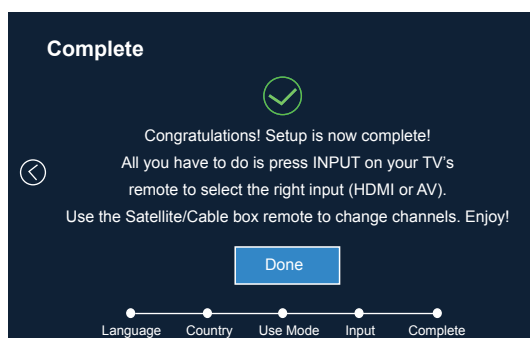 Complete
Congratulations! Setup is now complete!
All you have to do is press INPUT on your TV's
remote to select the right input (HDMI or AV).
Use the Satellite/Cable box remote to change channels. Enjoy!
Done
Language Country Use Mode Input Complete